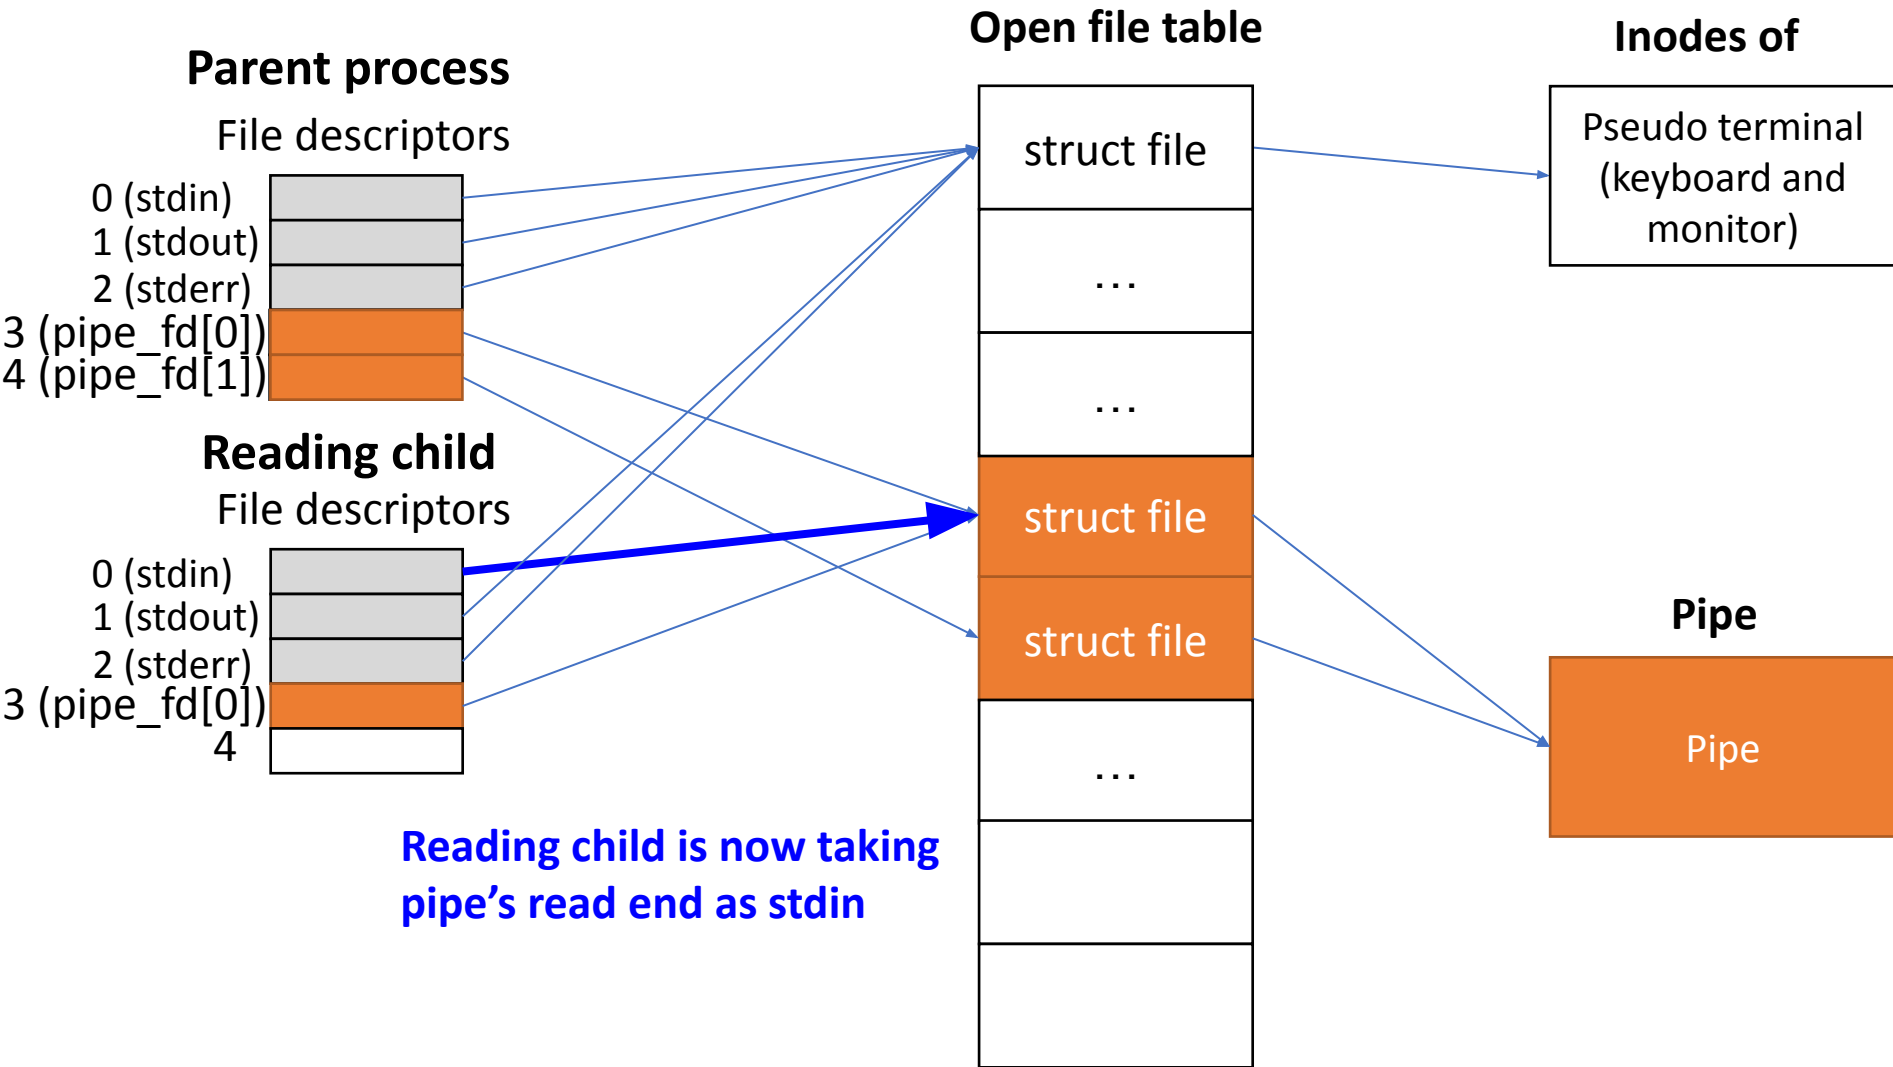 Parent process
File descriptors
0 (stdin)
1 (stdout)
2 (stderr)
3 (pipe_fd[0])
4 (pipe_fd[1])
Reading child
File descriptors
0 (stdin)
1 (stdout)
2 (stderr)
3 (pipe_fd[0])
4
Reading child is now taking
pipe’s read end as stdin
Open file table
struct file
...
...
struct file
struct file
...
Inodes of
Pseudo terminal
(keyboard and
monitor)
Pipe
Pipe